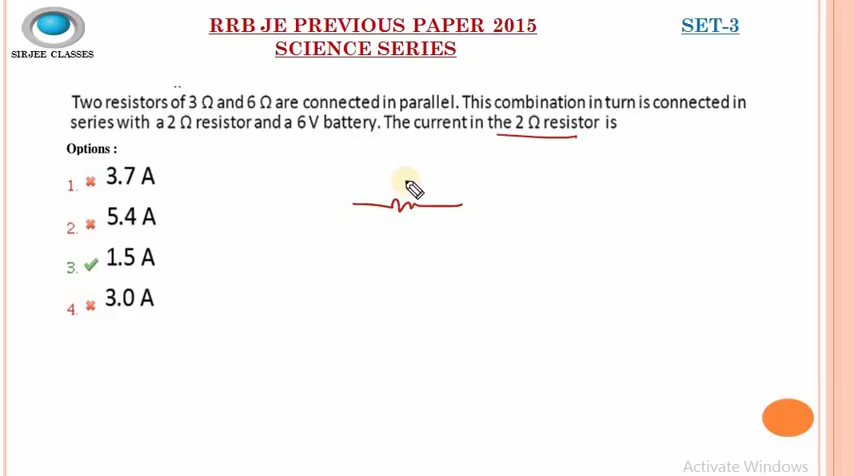 RRB JE PREVIOUS PAPER 2015
SET-3
SCIENCE SERIES
SIRJEE CLASSES
Two resistors of 3 Ω and 6 Ω are connected in parallel. This combination in turn is connected in
series with a 2 Ω resistor and a 6 V battery. The current in the 2 Ω resistor is
Options :
1. 3.7 A
2. 5.4 A
3. 1.5 A
4. 3.0 A
Activate Windows